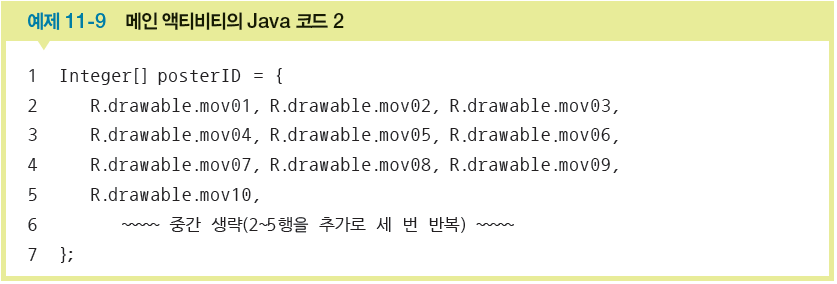 예제 11-9 메인 액티비티의 Java 코드 2
1 Integer[] posterID = {
2 R.drawable.mov01, R.drawable.mov02, R.drawable.mov03,
3 R.drawable.mov04, R.drawable.mov05, R.drawable.mov06,
4 R.drawable.mov07, R.drawable.mov08, R.drawable.mov09,
5 R.drawable.mov10,
6 ~~~~~ 중간 생략(2~5행을 추가로 세 번 반복) ~~~~~
7 };